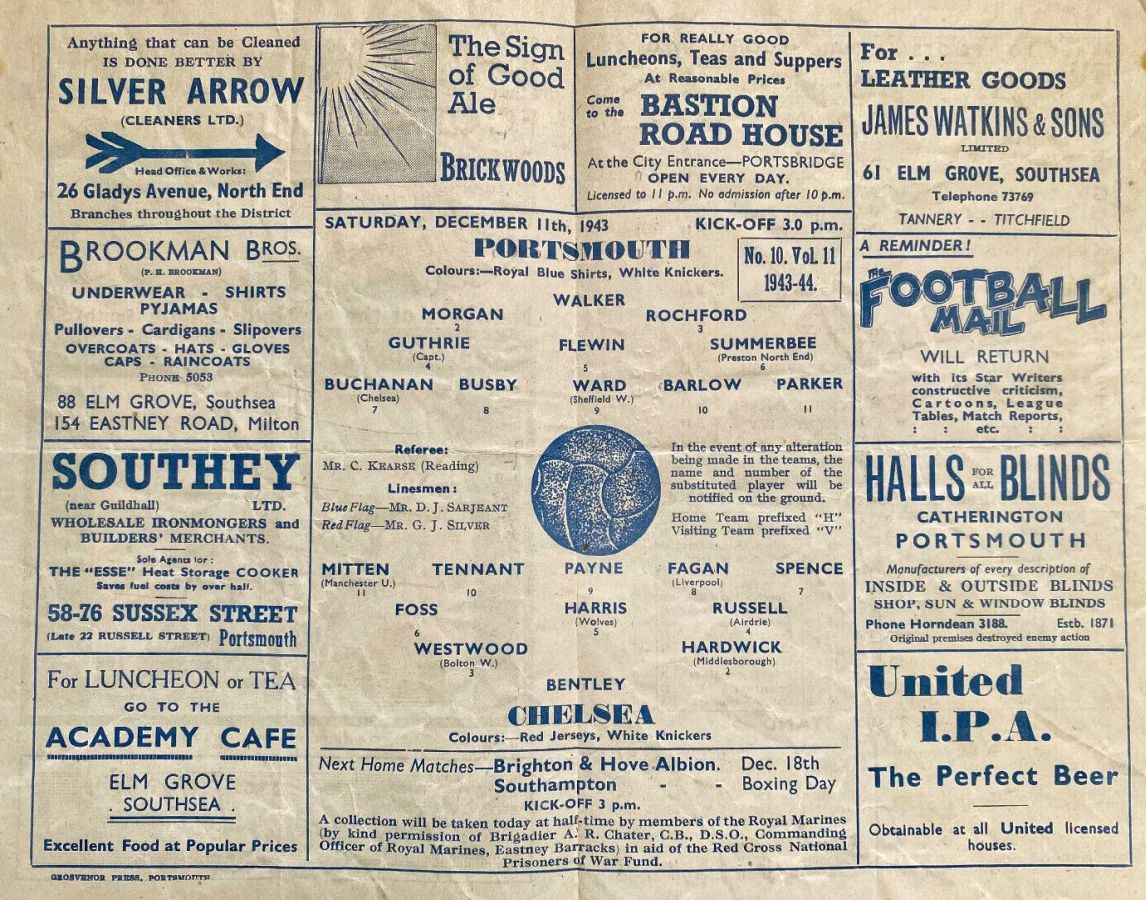 Anything that can be Cleaned
IS DONE BETTER BY
SILVER ARROW
(CLEANERS LTD.)
Head Office & Works:
26 Gladys Avenue, North End
Branches throughout the District
The Sign
of Good
Ale
BRICKWOODS
FOR REALLY GOOD
Luncheons, Teas and Suppers
At Reasonable Prices
Come
to the
BASTION
ROAD HOUSE
At the City Entrance—PORTSBRIDGE
OPEN EVERY DAY.
Licensed to 11 p.m. No admission after 10 p.m.
For . . .
LEATHER GOODS
JAMES WATKINS & SONS
LIMITED
61 ELM GROVE, SOUTHSEA
Telephone 73769
TANNERY - - TITCHFIELD
BROOKMAN BROS.
(P. H. BROOKMAN)
UNDERWEAR - SHIRTS
PYJAMAS
Pullovers - Cardigans - Slipovers
OVERCOATS - HATS - GLOVES
CAPS - RAINCOATS
PHONE 5053
88 ELM GROVE, Southsea
154 EASTNEY ROAD, Milton
SOUTHEY
(near Guildhall) LTD.
WHOLESALE IRONMONGERS and
BUILDERS' MERCHANTS.
Sole Agents for:
THE "ESSE" Heat Storage COOKER
Saves fuel costs by over half.
58-76 SUSSEX STREET
(Late 22 RUSSELL STREET) Portsmouth
For LUNCHEON or TEA
GO TO THE
ACADEMY CAFE
ELM GROVE
. SOUTHSEA .
Excellent Food at Popular Prices
GROSVENOR PRESS, PORTSMOUTH
SATURDAY, DECEMBER 11th, 1943 KICK-OFF 3.0 p.m.
PORTSMOUTH
Colours:—Royal Blue Shirts, White Knickers.
No. 10. Vol. 11
1943-44.
WALKER
MORGAN ROCHFORD
2 3
GUTHRIE FLEWIN SUMMERBEE
(Capt.) (Preston North End)
4 5 6
BUCHANAN BUSBY WARD BARLOW PARKER
(Chelsea) (Sheffield W.)
7 8 9 10 11
Referee:
MR. C. KEARSE (Reading)
Linesmen:
Blue Flag—MR. D. J. SARJEANT
Red Flag—MR. G. J. SILVER
In the event of any alteration
being made in the teams, the
name and number of the
substituted player will be
notified on the ground.
Home Team prefixed "H"
Visiting Team prefixed "V"
MITTEN TENNANT PAYNE FAGAN SPENCE
(Manchester U.) (Liverpool)
11 10 9 8 7
FOSS HARRIS RUSSELL
(Wolves) (Airdrie)
6 5 4
WESTWOOD HARDWICK
(Bolton W.) (Middlesborough)
3 2
BENTLEY
CHELSEA
Colours:—Red Jerseys, White Knickers
Next Home Matches—Brighton & Hove Albion. Dec. 18th
Southampton - - Boxing Day
KICK-OFF 3 p.m.
A collection will be taken today at half-time by members of the Royal Marines
(by kind permission of Brigadier A. R. Chater, C.B., D.S.O., Commanding
Officer of Royal Marines, Eastney Barracks) in aid of the Red Cross National
Prisoners of War Fund.
A REMINDER!
THE FOOTBALL
MAIL
WILL RETURN
with its Star Writers
constructive criticism,
Cartoons, League
Tables, Match Reports,
: : etc. : :
HALLS FOR ALL BLINDS
CATHERINGTON
PORTSMOUTH
Manufacturers of every description of
INSIDE & OUTSIDE BLINDS
SHOP, SUN & WINDOW BLINDS
Phone Horndean 3188. Estb. 1871
Original premises destroyed enemy action
United
I.P.A.
The Perfect Beer
Obtainable at all United licensed
houses.